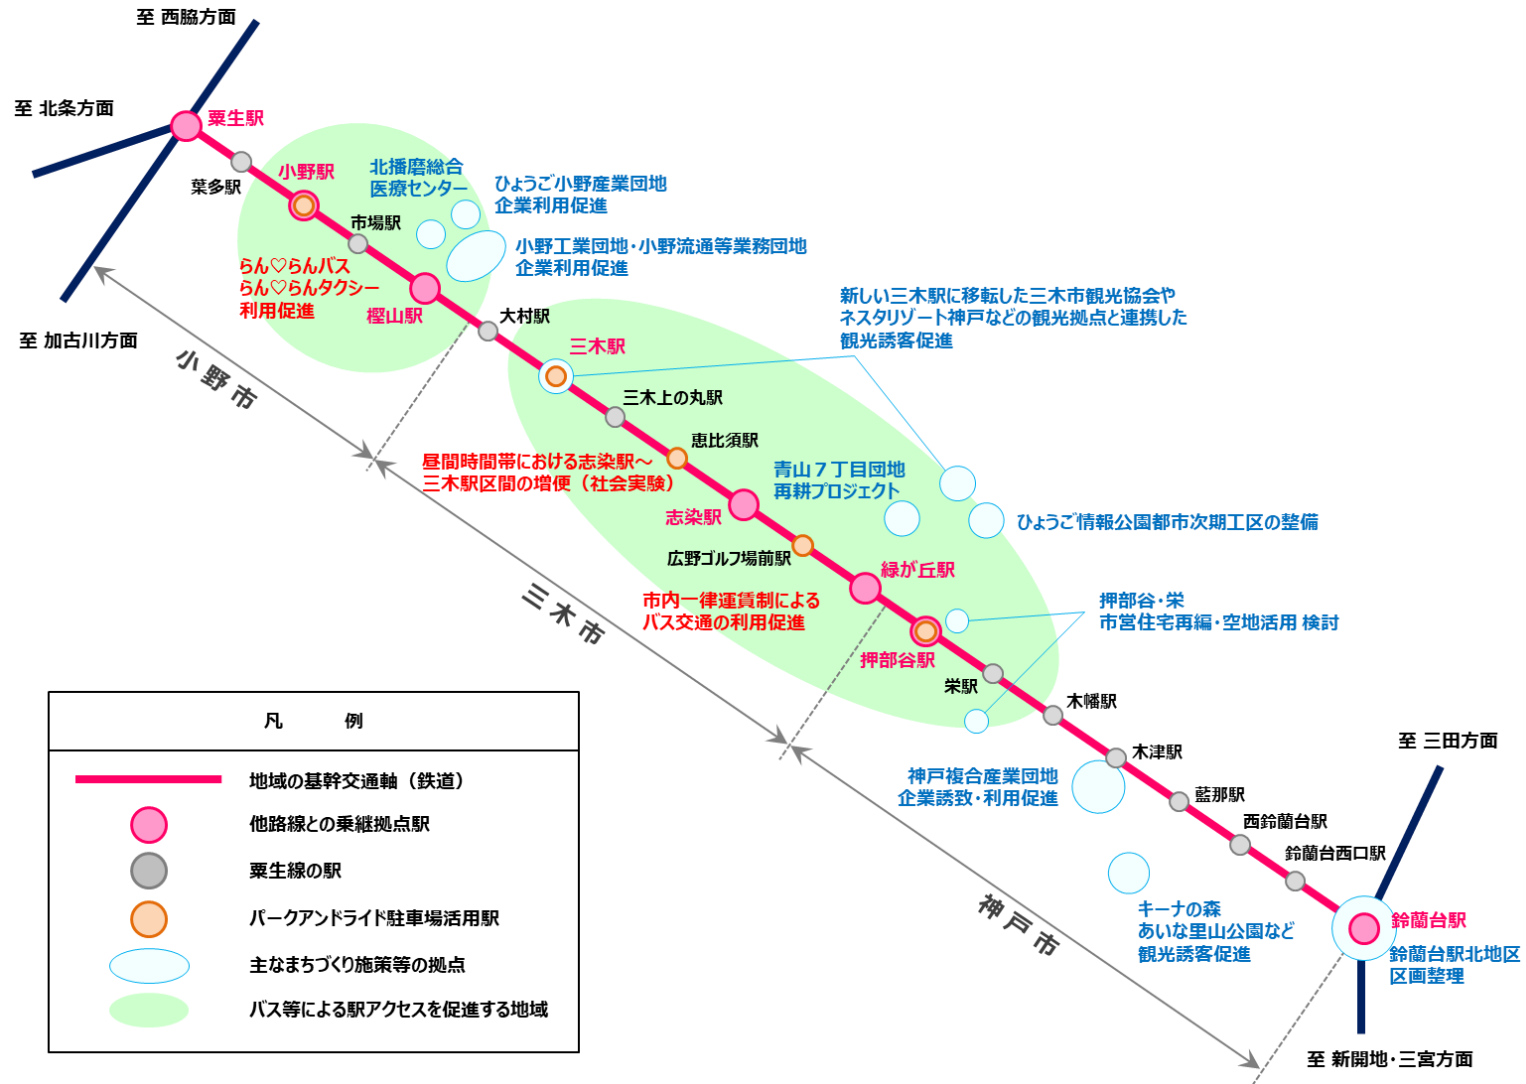 至 西脇方面
至 北条方面
粟生駅
葉多駅
小野駅
北播磨総合
医療センター
ひょうご小野産業団地
企業利用促進
市場駅
小野工業団地・小野流通等業務団地
企業利用促進
らん♡らんバス
らん♡らんタクシー
利用促進
樫山駅
至 加古川方面
小野市
大村駅
新しい三木駅に移転した三木市観光協会や
ネスタリゾート神戸などの観光拠点と連携した
観光誘客促進
三木駅
三木上の丸駅
恵比須駅
昼間時間帯における志染駅～
三木駅区間の増便（社会実験）
青山７丁目団地
再耕プロジェクト
志染駅
ひょうご情報公園都市次期工区の整備
広野ゴルフ場前駅
緑が丘駅
市内一律運賃制による
バス交通の利用促進
三木市
押部谷・栄
市営住宅再編・空地活用 検討
押部谷駅
栄駅
木幡駅
木津駅
神戸複合産業団地
企業誘致・利用促進
藍那駅
西鈴蘭台駅
鈴蘭台西口駅
至 三田方面
キーナの森
あいな里山公園など
観光誘客促進
神戸市
鈴蘭台駅
鈴蘭台駅北地区
区画整理
至 新開地・三宮方面
凡 例
地域の基幹交通軸（鉄道）
他路線との乗継拠点駅
粟生線の駅
パークアンドライド駐車場活用駅
主なまちづくり施策等の拠点
バス等による駅アクセスを促進する地域